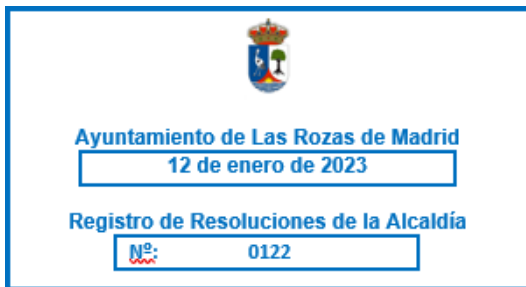 Ayuntamiento de Las Rozas de Madrid
12 de enero de 2023
Registro de Resoluciones de la Alcaldía
Nº: 0122